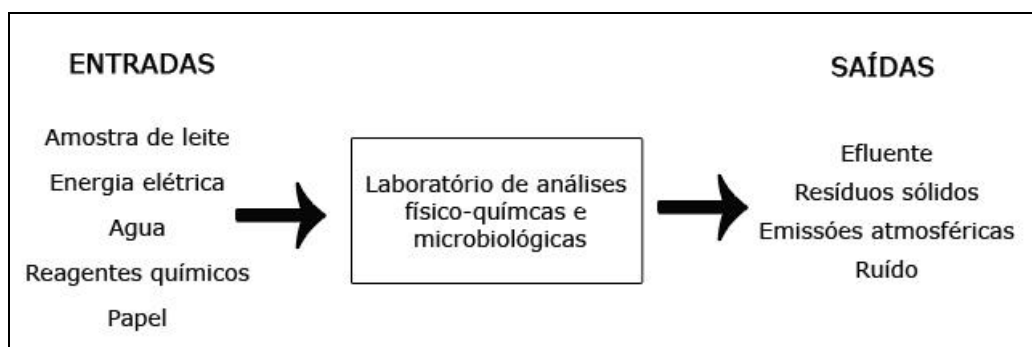 ENTRADAS
Amostra de leite
Energia elétrica
Agua
Reagentes químicos
Papel
Laboratório de análises
físico-químcas e
microbiológicas
SAÍDAS
Efluente
Resíduos sólidos
Emissóes atmosféricas
Ruído